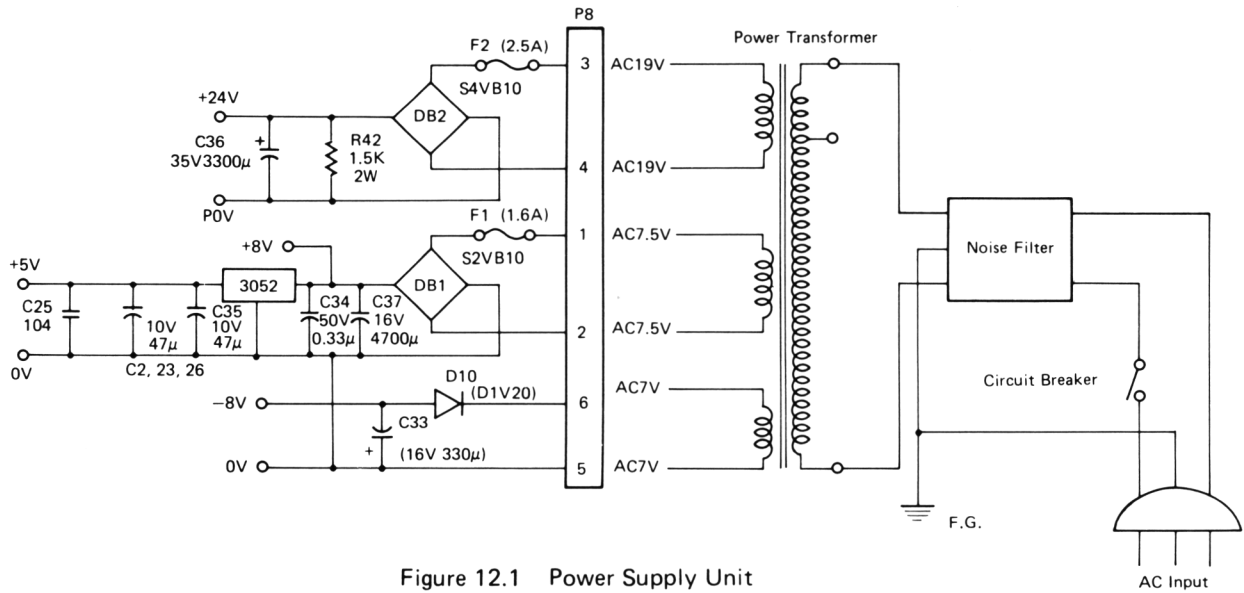 P8
Power Transformer
F2 (2.5A)
3
AC19V
S4VB10
+24V
DB2
C36
35V3300μ
+
R42
1.5K
2W
4
AC19V
P0V
F1 (1.6A)
1
AC7.5V
Noise Filter
+8V
S2VB10
+5V
3052
DB1
C25
104
10V
47μ
C35
10V
47μ
C34
50V
0.33μ
C37
16V
4700μ
2
AC7.5V
0V
C2, 23, 26
D10
(D1V20)
AC7V
Circuit Breaker
−8V
6
C33
+
(16V 330μ)
0V
5
AC7V
F.G.
AC Input
Figure 12.1 Power Supply Unit